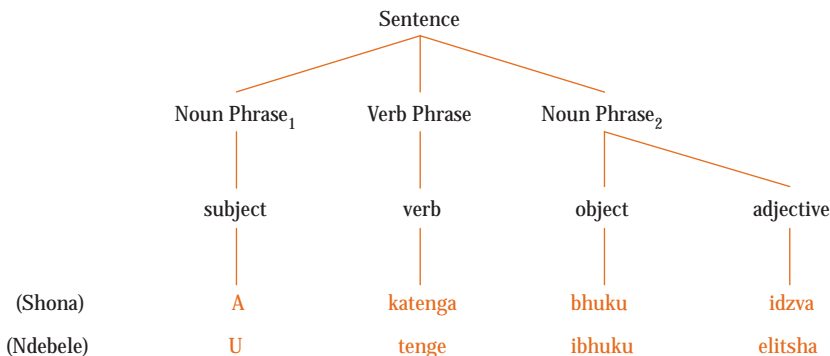 Sentence
Noun Phrase1 Verb Phrase Noun Phrase2
subject verb object adjective
(Shona) A katenga bhuku idzva
(Ndebele) U tenge ibhuku elitsha